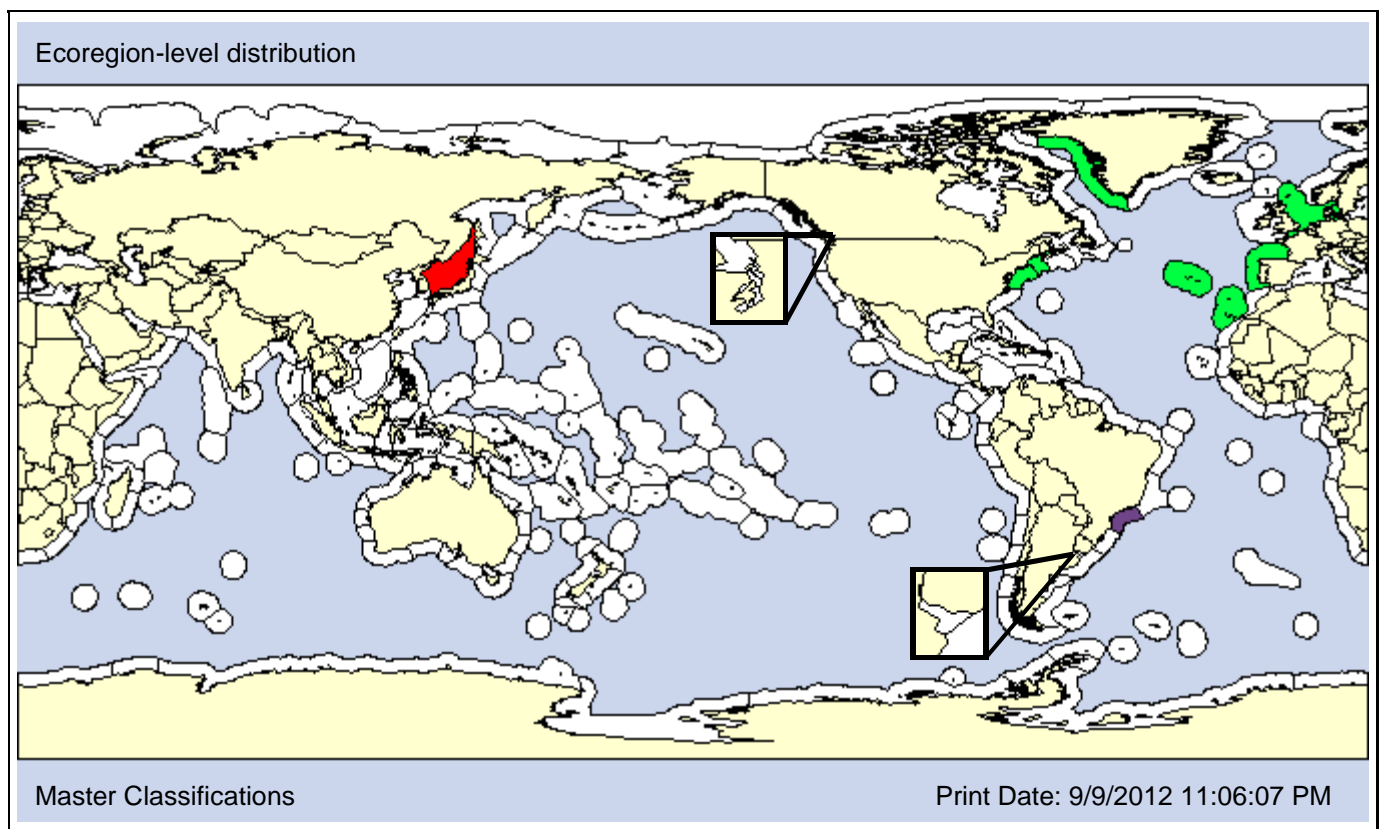 Ecoregion-level distribution
Master Classifications
Print Date: 9/9/2012 11:06:07 PM